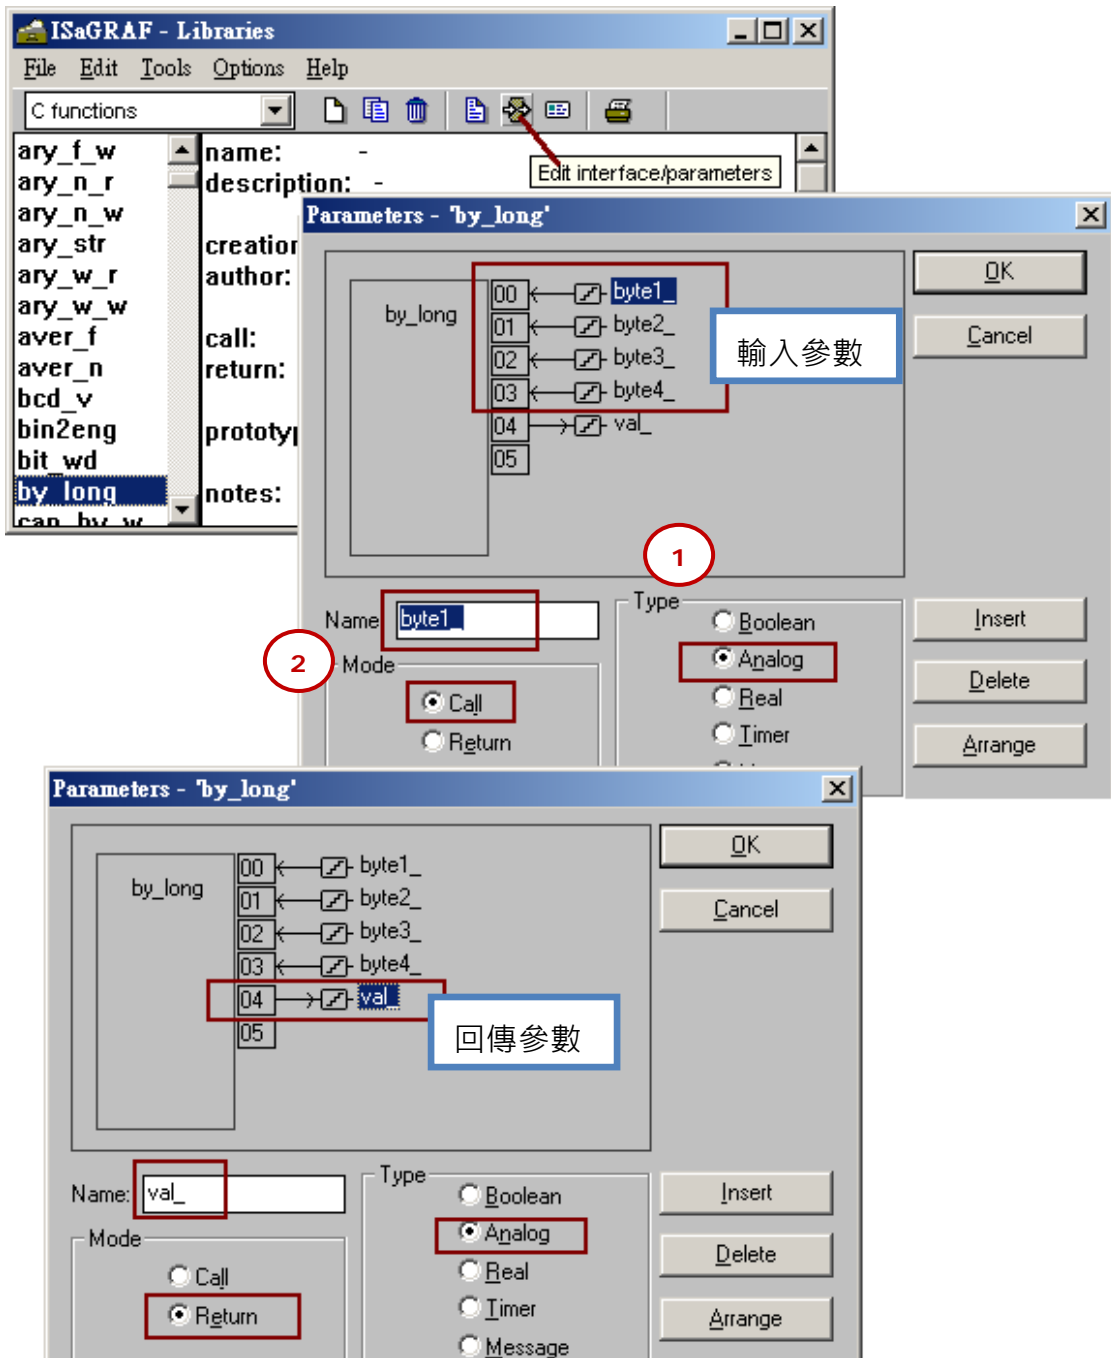 ISaGRAF - Libraries
File Edit Tools Options Help
C functions
Edit interface/parameters
ary_f_w
ary_n_r
ary_n_w
ary_str
ary_w_r
ary_w_w
aver_f
aver_n
bcd_v
bin2eng
bit_wd
by_long
can_by_w
name: -
description: -
creation
author:
call:
return:
prototyp
notes:
Parameters - 'by_long'
by_long
00 byte1_
01 byte2_
02 byte3_
03 byte4_
04 val_
05
輸入參數
OK
Cancel
1
Name: byte1_
2
Mode
Call
Return
Type
Boolean
Analog
Real
Timer
Insert
Delete
Arrange
Parameters - 'by_long'
by_long
00 byte1_
01 byte2_
02 byte3_
03 byte4_
04 val_
05
回傳參數
OK
Cancel
Name: val_
Mode
Call
Return
Type
Boolean
Analog
Real
Timer
Message
Insert
Delete
Arrange